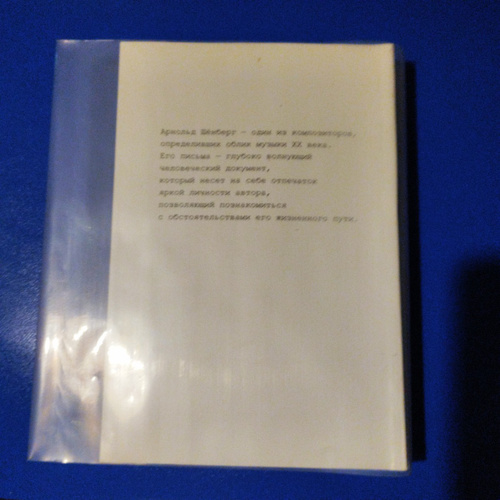 Арнольд Шёнберг – один из композиторов,
определивших облик музыки XX века.
Его письма – глубоко волнующий
человеческий документ,
который несет на себе отпечаток
яркой личности автора,
позволяющий познакомиться
с обстоятельствами его жизненного пути.